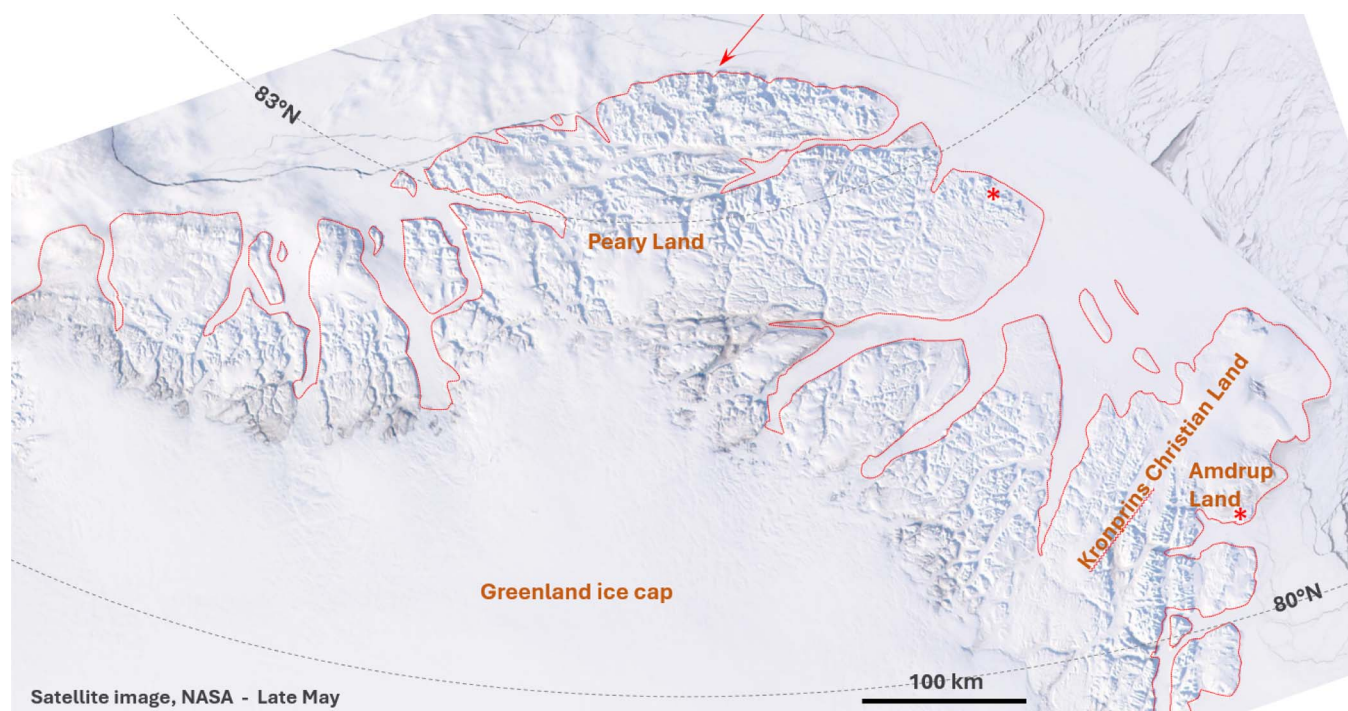 83°N
Peary Land
Kronprins Christian Land
Amdrup
Land
*
*
Greenland ice cap
80°N
100 km
Satellite image, NASA - Late May